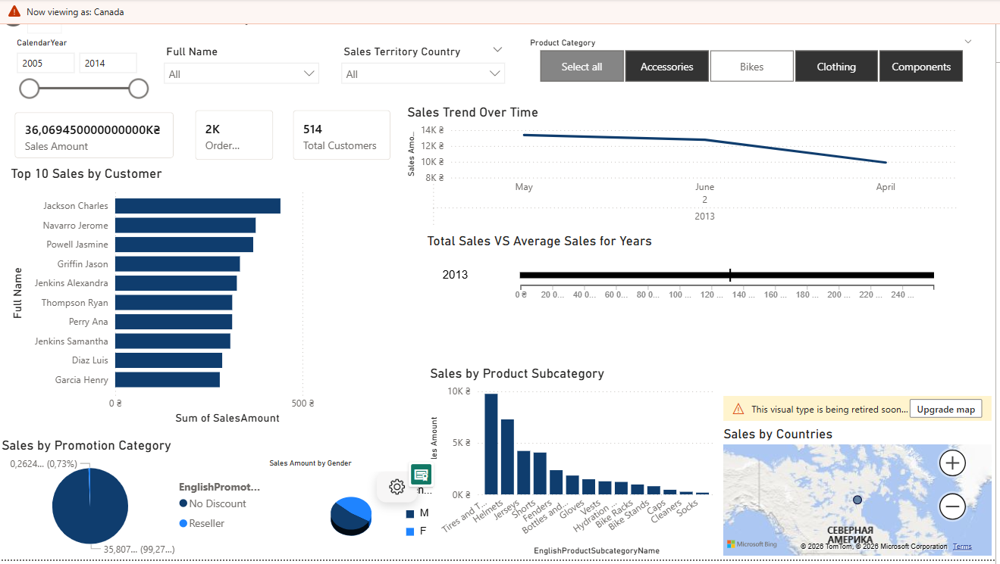 Now viewing as: Canada
CalendarYear
2005
2014
Full Name
All
Sales Territory Country
All
Product Category
Select all
Accessories
Bikes
Clothing
Components
36,069450000000000K₴
Sales Amount
2K
Order...
514
Total Customers
Sales Trend Over Time
Sales Amo...
14K ₴
12K ₴
10K ₴
8K ₴
May
June
April
2
2013
Top 10 Sales by Customer
Full Name
Jackson Charles
Navarro Jerome
Powell Jasmine
Griffin Jason
Jenkins Alexandra
Thompson Ryan
Perry Ana
Jenkins Samantha
Diaz Luis
Garcia Henry
0 ₴
500 ₴
Sum of SalesAmount
Total Sales VS Average Sales for Years
2013
0 ₴
20 0...
40 0...
60 0...
80 0...
100 ...
120 ...
140 ...
160 ...
180 ...
200 ...
220 ...
240 ...
Sales by Product Subcategory
les Amount
10K ₴
5K ₴
0K ₴
Tires and T...
Helmets
Jerseys
Shorts
Fenders
Bottles and...
Gloves
Vests
Hydration ...
Bike Racks
Bike Stands
Caps
Cleaners
Socks
EnglishProductSubcategoryName
This visual type is being retired soon...
Upgrade map
Sales by Countries
СЕВЕРНАЯ
АМЕРИКА
Microsoft Bing
© 2026 TomTom, © 2026 Microsoft Corporation
Terms
Sales by Promotion Category
0,2624... (0,73%)
35,807... (99,27...)
EnglishPromot...
No Discount
Reseller
Sales Amount by Gender
en...
M
F